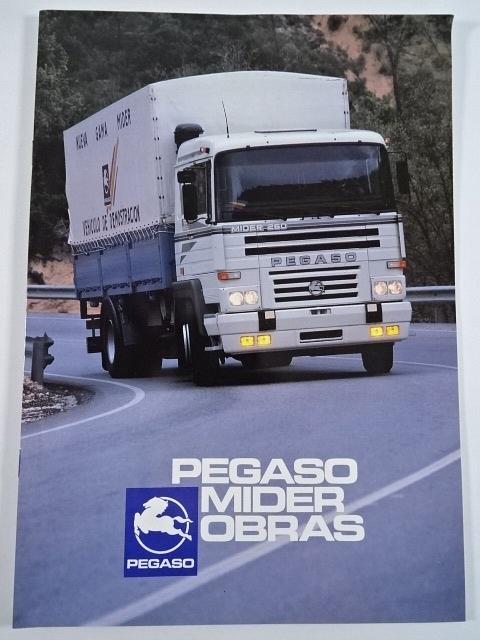 NUEVA GAMA MIDER
VEHICULO DE DEMOSTRACION
MIDER 260
PEGASO
PEGASO
MIDER
OBRAS
PEGASO